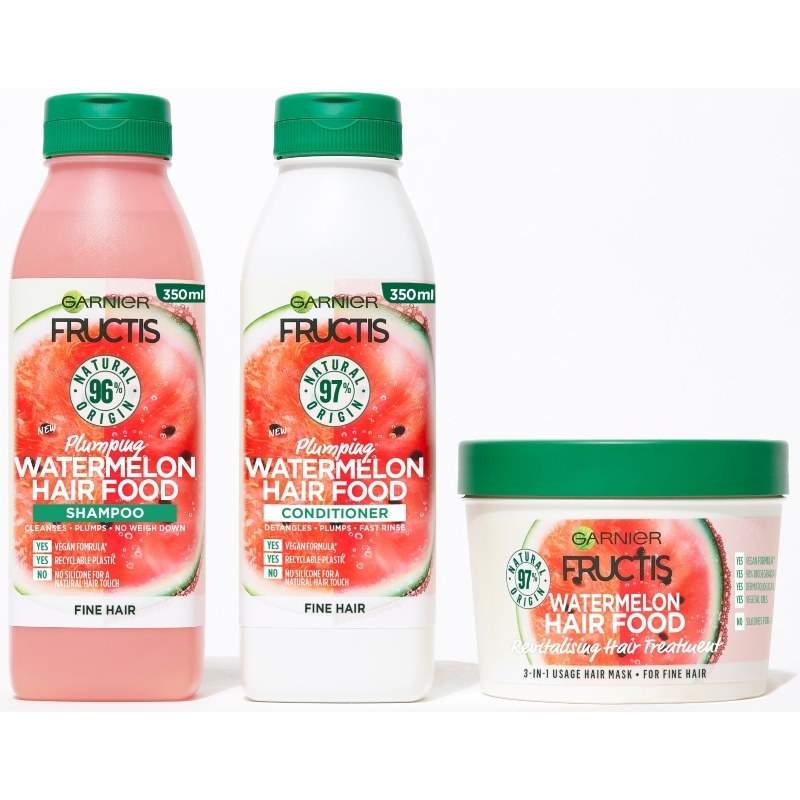 350ml
GARNIER
FRUCTIS
NATURAL
96%
ORIGIN
NEW
Plumping
WATERMELON
HAIR FOOD
SHAMPOO
CLEANSES • PLUMPS • NO WEIGH DOWN
YES VEGAN FOMRULA*
YES RECYCLABLE PLASTIC
NO NO SILICONE FOR A
NATURAL HAIR TOUCH
FINE HAIR
350ml
GARNIER
FRUCTIS
NATURAL
97%
ORIGIN
NEW
Plumping
WATERMELON
HAIR FOOD
CONDITIONER
DETANGLES • PLUMPS • FAST RINSE
YES VEGAN FORMULA*
YES RECYCLABLE PLASTIC
NO NO SILICONE FOR A
NATURAL HAIR TOUCH
FINE HAIR
GARNIER
FRUCTIS
NATURAL
97%
ORIGIN
WATERMELON
HAIR FOOD
Revitalising Hair Treatment
3-IN-1 USAGE HAIR MASK • FOR FINE HAIR
YES VEGAN FORMULA
YES
YES
YES VEGETAL OILS
NO